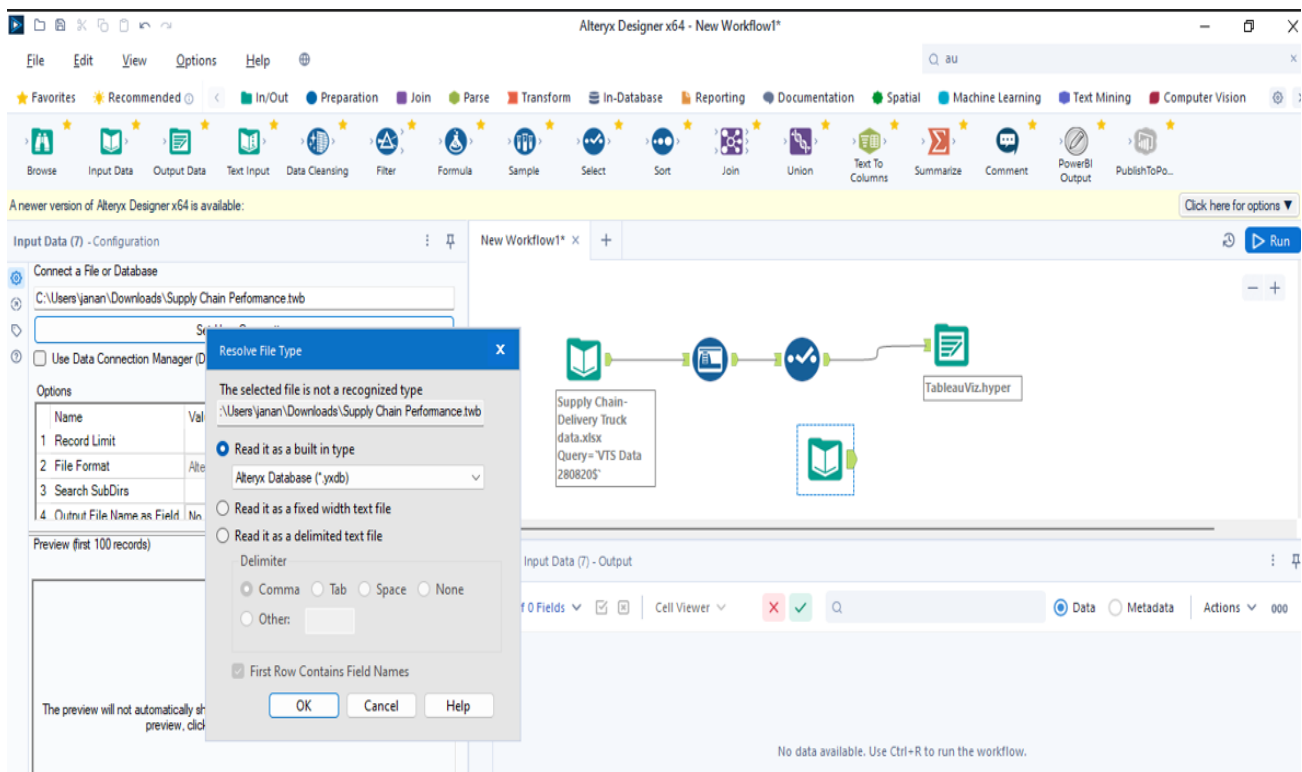 Alteryx Designer x64 - New Workflow1*
File Edit View Options Help
au
Favorites Recommended In/Out Preparation Join Parse Transform In-Database Reporting Documentation Spatial Machine Learning Text Mining Computer Vision
Browse Input Data Output Data Text Input Data Cleansing Filter Formula Sample Select Sort Join Union Text To Columns Summarize Comment PowerBI Output PublishToPo...
A newer version of Alteryx Designer x64 is available:
Click here for options ▼
Input Data (7) - Configuration
New Workflow1*
Run
Connect a File or Database
C:\Users\janan\Downloads\Supply Chain Performance.twb
Use Data Connection Manager (D
Options
Name Val
1 Record Limit
2 File Format Alte
3 Search SubDirs
4 Output File Name as Field No
Preview (first 100 records)
The preview will not automatically sh
preview, click
Resolve File Type X
The selected file is not a recognized type
:\Users\janan\Downloads\Supply Chain Performance.twb
Read it as a built in type
Alteryx Database (*.yxdb)
Read it as a fixed width text file
Read it as a delimited text file
Delimiter
Comma Tab Space None
Other:
First Row Contains Field Names
OK Cancel Help
Supply Chain-
Delivery Truck
data.xlsx
Query=`VTS Data
280820$`
TableauViz.hyper
Input Data (7) - Output
f 0 Fields Cell Viewer Data Metadata Actions 000
No data available. Use Ctrl+R to run the workflow.